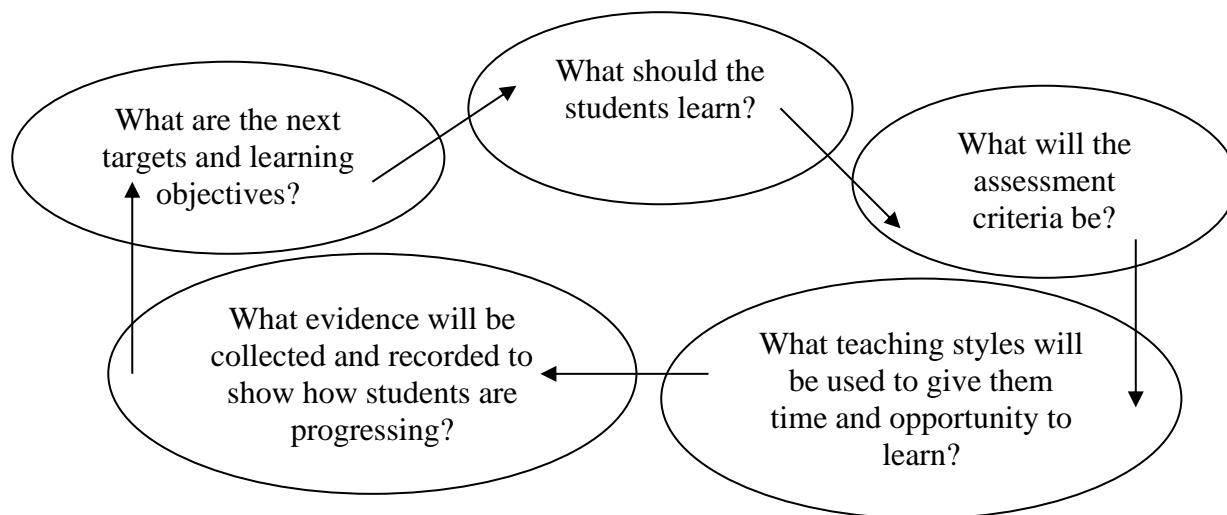 What should the
students learn?
What will the
assessment
criteria be?
What teaching styles will
be used to give them
time and opportunity to
learn?
What evidence will be
collected and recorded to
show how students are
progressing?
What are the next
targets and learning
objectives?